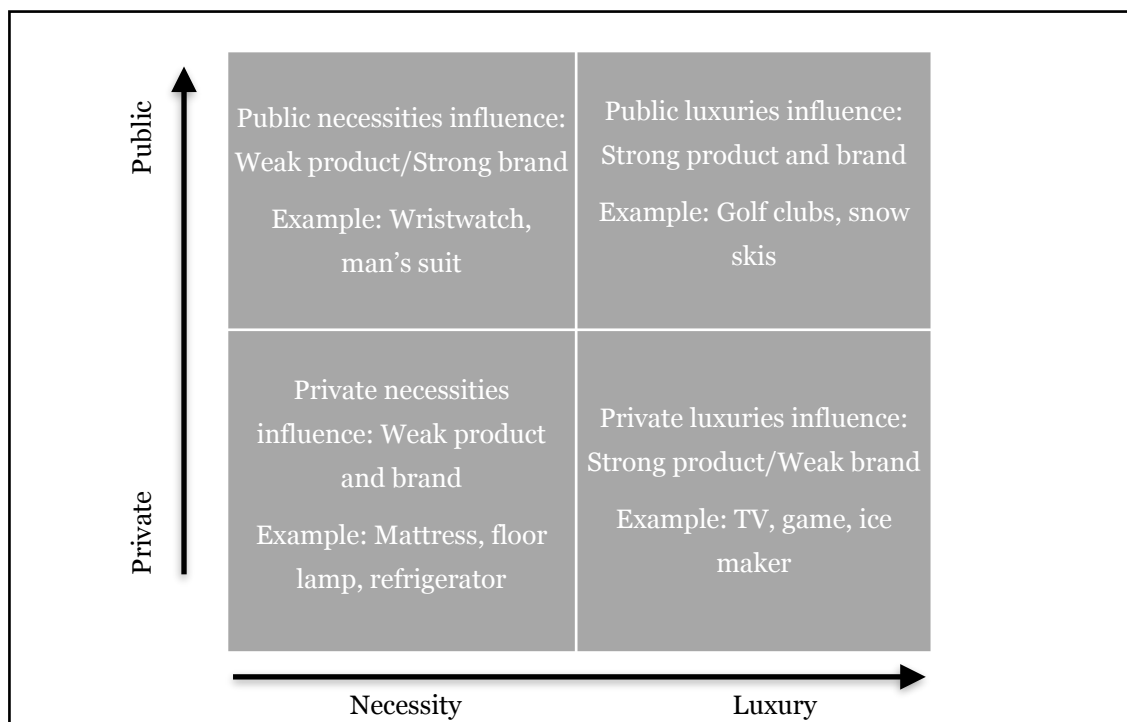 Public
Public necessities influence:
Weak product/Strong brand
Example: Wristwatch,
man’s suit
Public luxuries influence:
Strong product and brand
Example: Golf clubs, snow
skis
Private
Private necessities
influence: Weak product
and brand
Example: Mattress, floor
lamp, refrigerator
Private luxuries influence:
Strong product/Weak brand
Example: TV, game, ice
maker
Necessity
Luxury